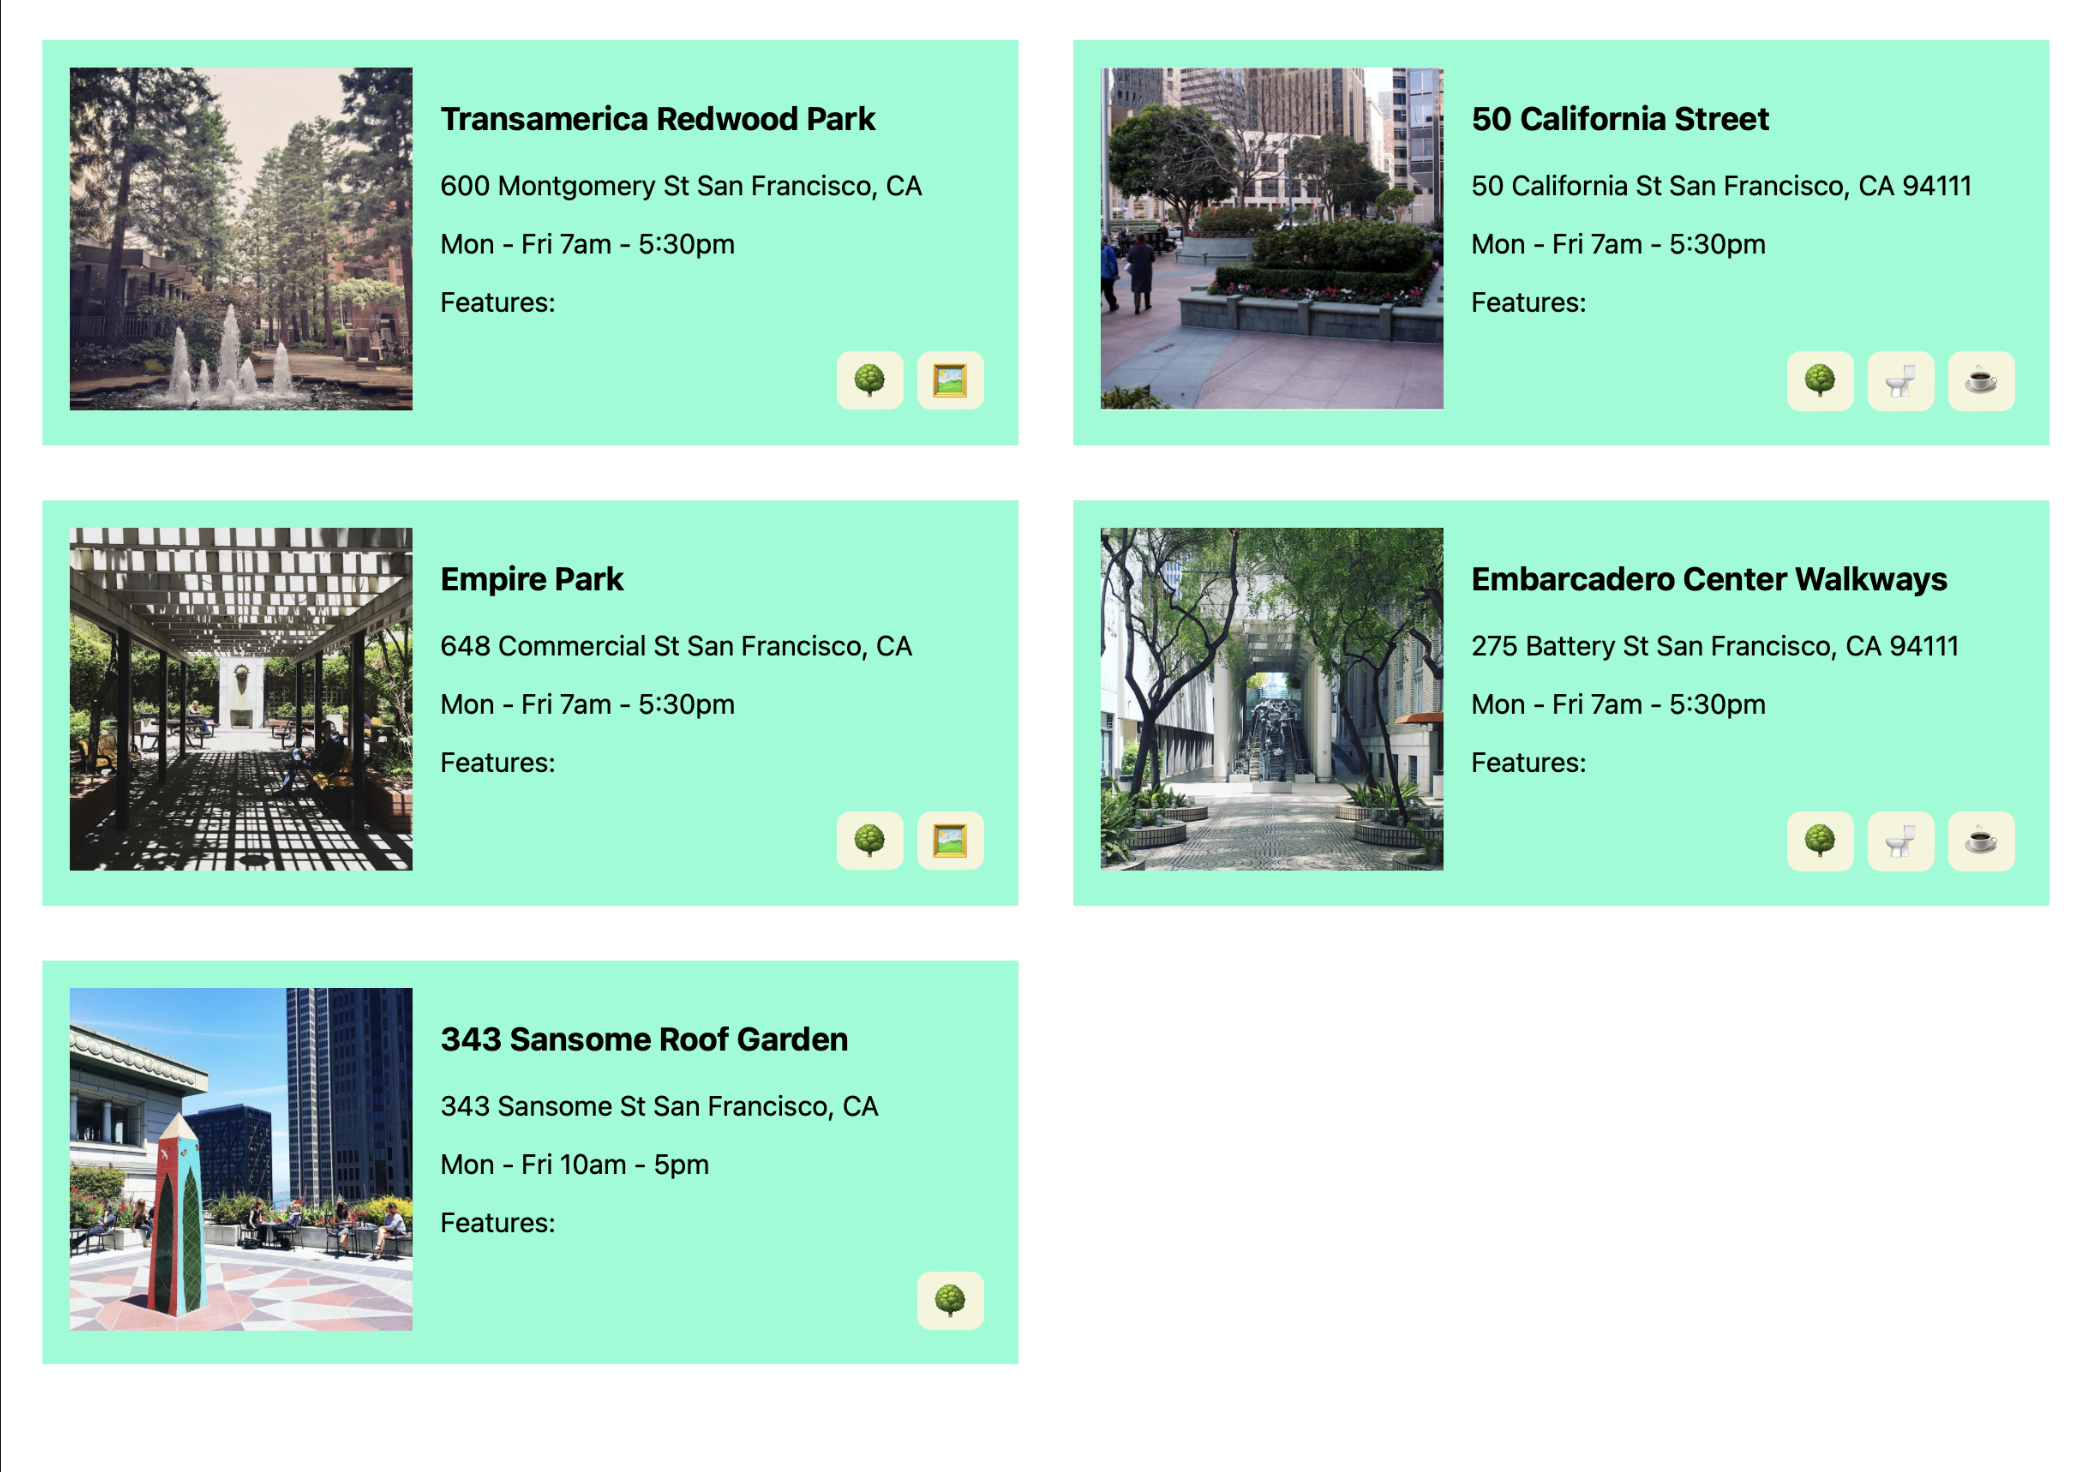 Transamerica Redwood Park
600 Montgomery St San Francisco, CA
Mon - Fri 7am - 5:30pm
Features:
50 California Street
50 California St San Francisco, CA 94111
Mon - Fri 7am - 5:30pm
Features:
Empire Park
648 Commercial St San Francisco, CA
Mon - Fri 7am - 5:30pm
Features:
Embarcadero Center Walkways
275 Battery St San Francisco, CA 94111
Mon - Fri 7am - 5:30pm
Features:
343 Sansome Roof Garden
343 Sansome St San Francisco, CA
Mon - Fri 10am - 5pm
Features: